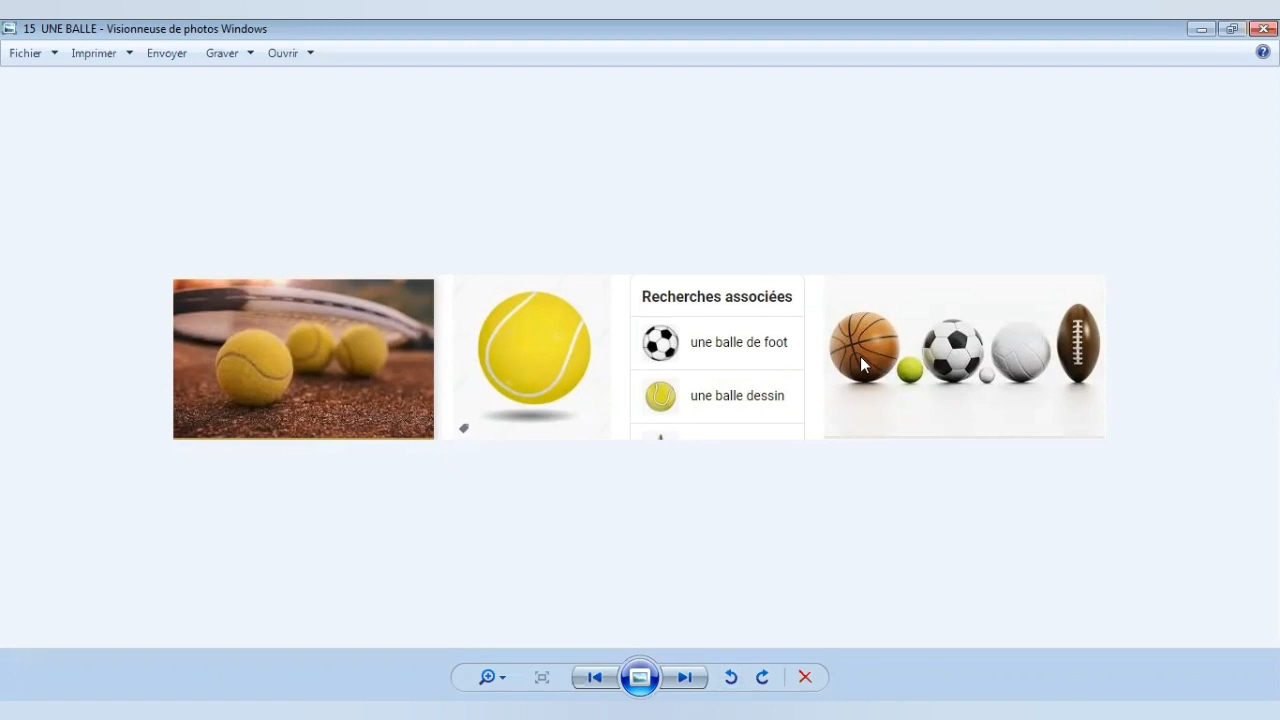 15 UNE BALLE - Visionneuse de photos Windows
Fichier Imprimer Envoyer Graver Ouvrir
Recherches associées
une balle de foot
une balle dessin